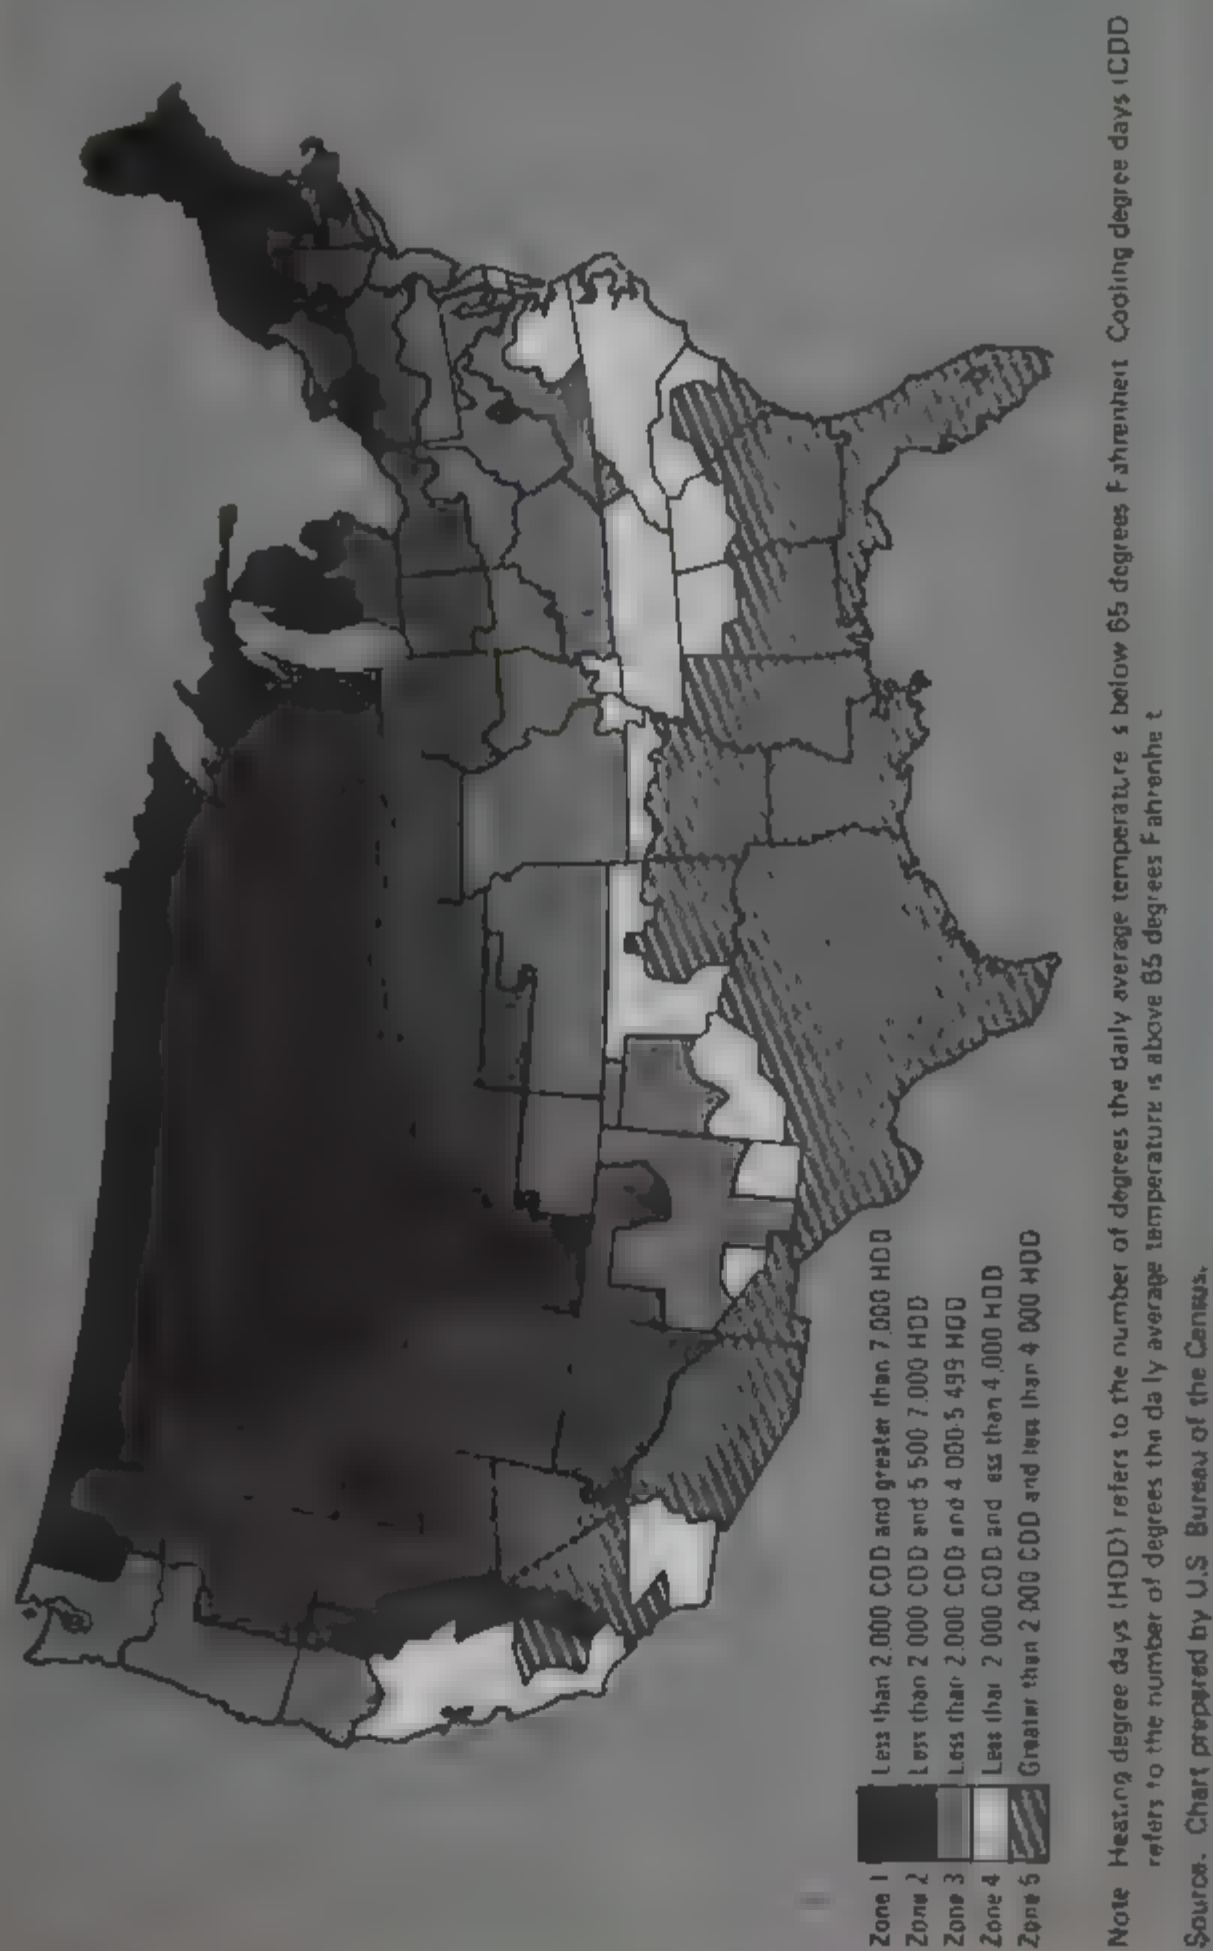 Zone 1 Less than 2,000 CDD and greater than 7,000 HDD
Zone 2 Less than 2 000 CDD and 5 500 7,000 HDD
Zone 3 Less than 2,000 CDD and 4 000-5 499 HDD
Zone 4 Less than 2 000 CDD and less than 4,000 HDD
Zone 5 Greater than 2 000 CDD and less than 4 000 HDD
Note Heating degree days (HDD) refers to the number of degrees the daily average temperature is below 65 degrees Fahrenheit Cooling degree days (CDD
refers to the number of degrees the daily average temperature is above 65 degrees Fahrenheit
Source. Chart prepared by U.S Bureau of the Census.